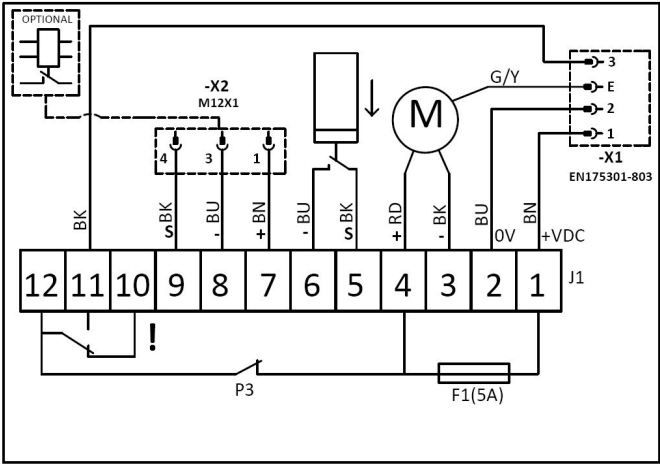 OPTIONAL
-X2
M12X1
4 3 1
M
G/Y
3
E
2
1
-X1
EN175301-803
BK
BK
S
BU
-
BN
+
BU
-
BK
S
RD
+
BK
-
BU
0V
BN
+VDC
12 11 10 9 8 7 6 5 4 3 2 1
J1
!
P3
F1(5A)